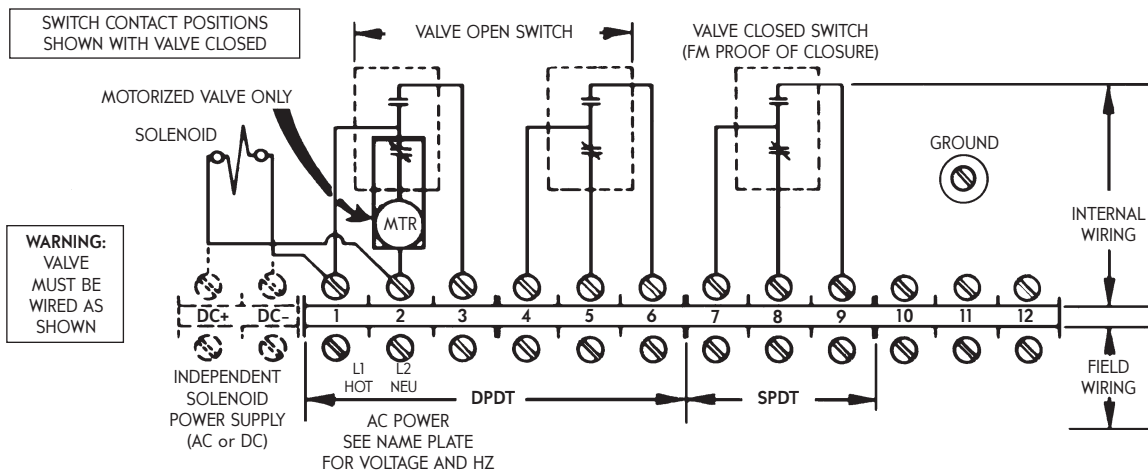 SWITCH CONTACT POSITIONS
SHOWN WITH VALVE CLOSED
VALVE OPEN SWITCH
VALVE CLOSED SWITCH
(FM PROOF OF CLOSURE)
MOTORIZED VALVE ONLY
SOLENOID
GROUND
MTR
INTERNAL
WIRING
WARNING:
VALVE
MUST BE
WIRED AS
SHOWN
DC+ DC- 1 2 3 4 5 6 7 8 9 10 11 12
INDEPENDENT
SOLENOID
POWER SUPPLY
(AC or DC)
L1
HOT
L2
NEU
DPDT
SPDT
FIELD
WIRING
AC POWER
SEE NAME PLATE
FOR VOLTAGE AND HZ